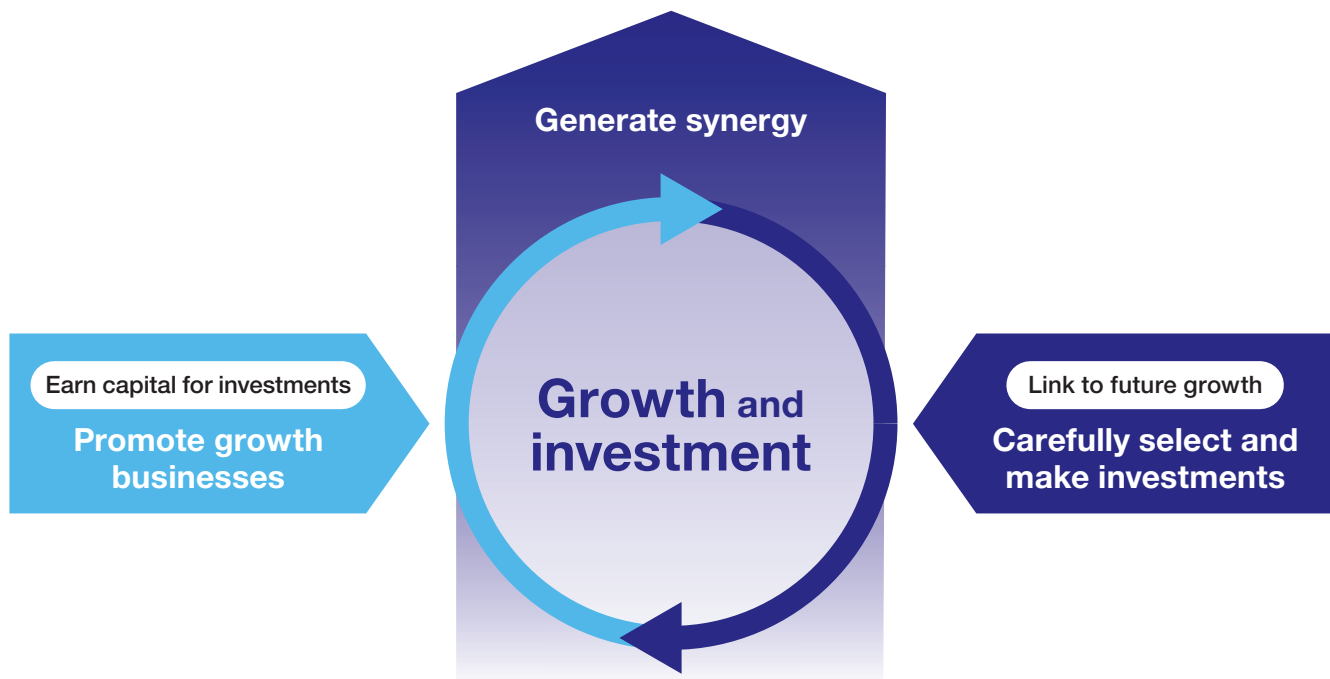 Generate synergy
Earn capital for investments
Promote growth
businesses
Growth and
investment
Link to future growth
Carefully select and
make investments